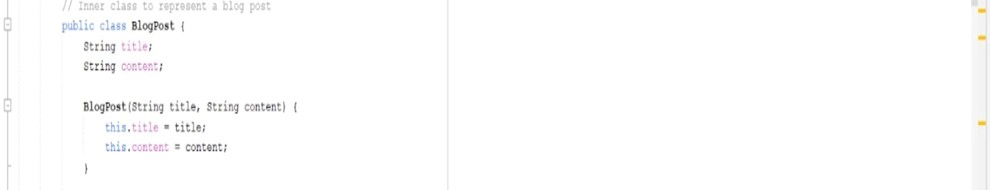 // Inner class to represent a blog post
public class BlogPost {
String title;
String content;
BlogPost(String title, String content) {
this.title = title;
this.content = content;
}